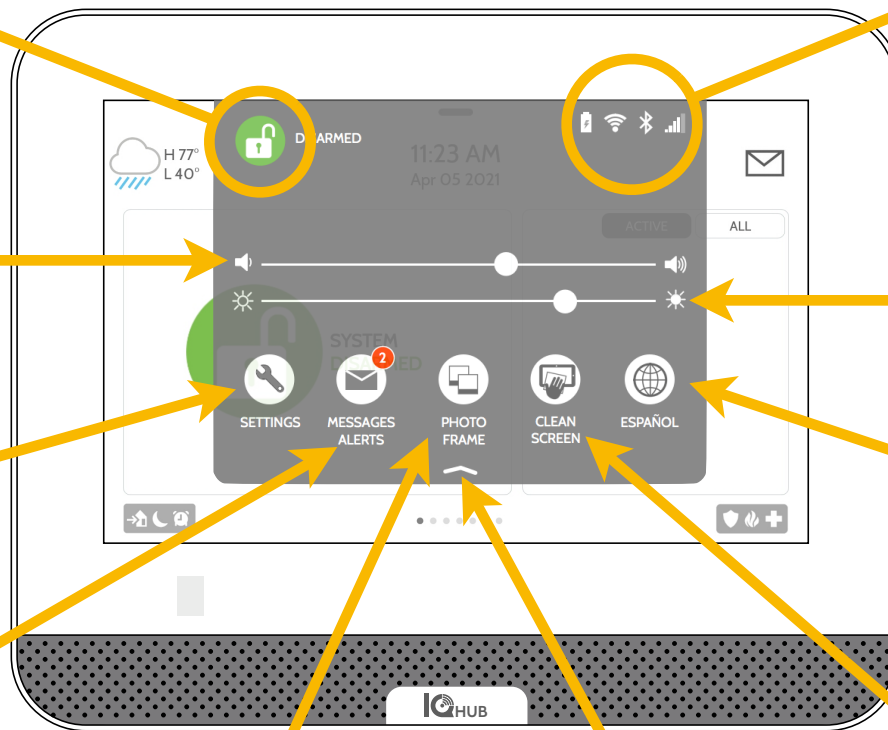 DISARMED
H 77°
L 40°
11:23 AM
Apr 05 2021
ACTIVE
ALL
SYSTEM
DISARMED
2
SETTINGS
MESSAGES
ALERTS
PHOTO
FRAME
CLEAN
SCREEN
ESPAÑOL
IQ HUB